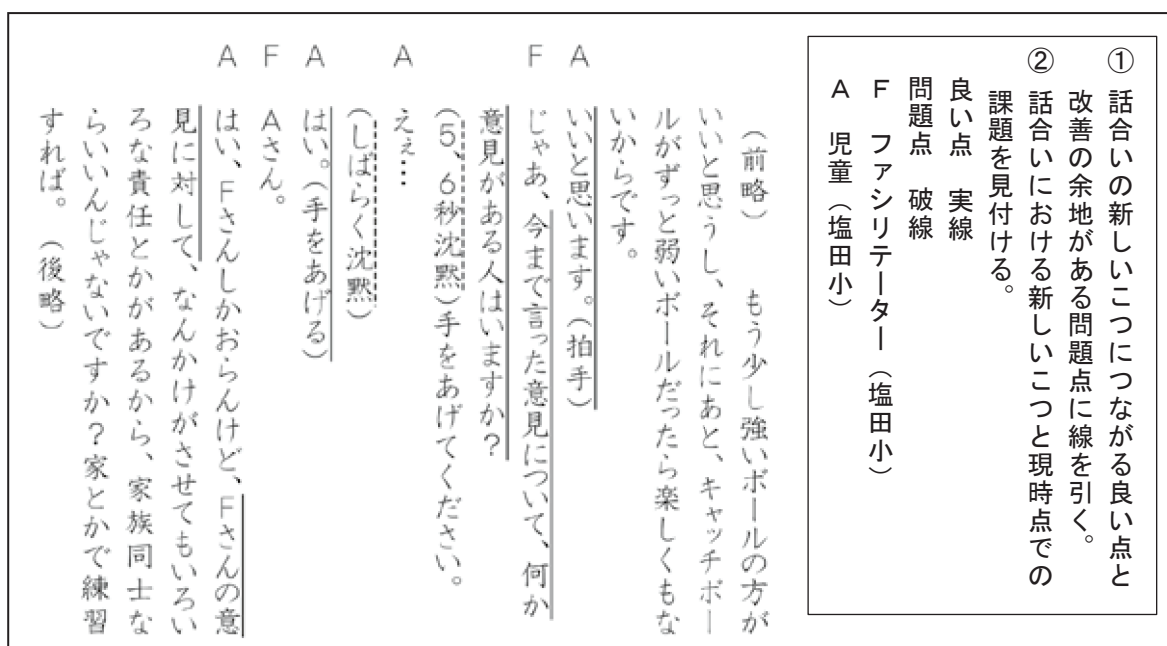 ① 話合いの新しいこつにつながる良い点と
改善の余地がある問題点に線を引く。
② 話合いにおける新しいこつと現時点での
課題を見付ける。
良い点 実線
問題点 破線
F ファシリテーター(塩田小)
A 児童(塩田小)
(前略) もう少し強いボールの方が
いいと思うし、それにあと、キャッチボー
ルがずっと弱いボールだったら楽しくもな
いからです。
A いいと思います。(拍手)
F じゃあ、今まで言った意見について、何か
意見がある人はいますか?
(5、6秒沈黙)手をあげてください。
A えぇ…
(しばらく沈黙)
A はい。(手をあげる)
F Aさん。
A はい、Fさんしかおらんけど、Fさんの意
見に対して、なんかけがさせてもいろい
ろな責任とかがあるから、家族同士な
らいいんじゃないですか?家とかで練習
すれば。 (後略)